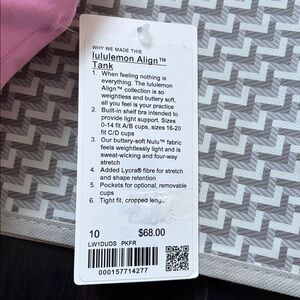 WHY WE MADE THIS
lululemon Align™
Tank
1. When feeling nothing is
everything. The lululemon
Align™ collection is so
weightless and buttery soft,
all you feel is your practice
2. Built-in shelf bra intended to
provide light support. Sizes
0-14 fit A/B cups, sizes 16-20
fit C/D cups
3. Our buttery-soft Nulu™ fabric
feels weightlessly light and is
sweat-wicking and four-way
stretch
4. Added Lycra® fibre for stretch
and shape retention
5. Pockets for optional, removable
cups
6. Tight fit, cropped length
10 $68.00
LW1DUDS PKFR
000157714277